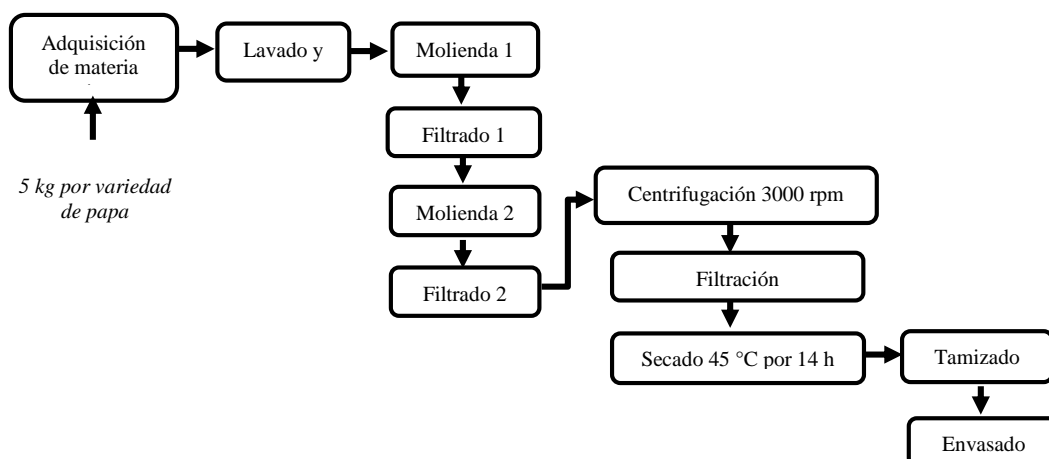 Adquisición
de materia
Lavado y
Molienda 1
5 kg por variedad
de papa
Filtrado 1
Molienda 2
Filtrado 2
Centrifugación 3000 rpm
Filtración
Secado 45 °C por 14 h
Tamizado
Envasado